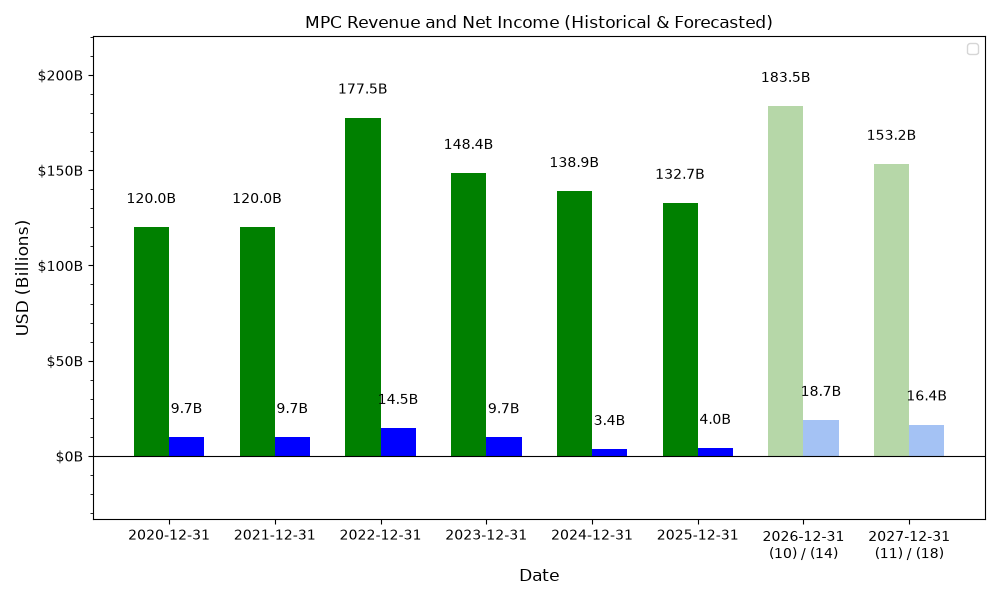 MPC Revenue and Net Income (Historical & Forecasted)
USD (Billions)
$200B
$150B
$100B
$50B
$0B
120.0B
9.7B
120.0B
9.7B
177.5B
14.5B
148.4B
9.7B
138.9B
3.4B
132.7B
4.0B
183.5B
18.7B
153.2B
16.4B
2020-12-31
2021-12-31
2022-12-31
2023-12-31
2024-12-31
2025-12-31
2026-12-31
(10) / (14)
2027-12-31
(11) / (18)
Date